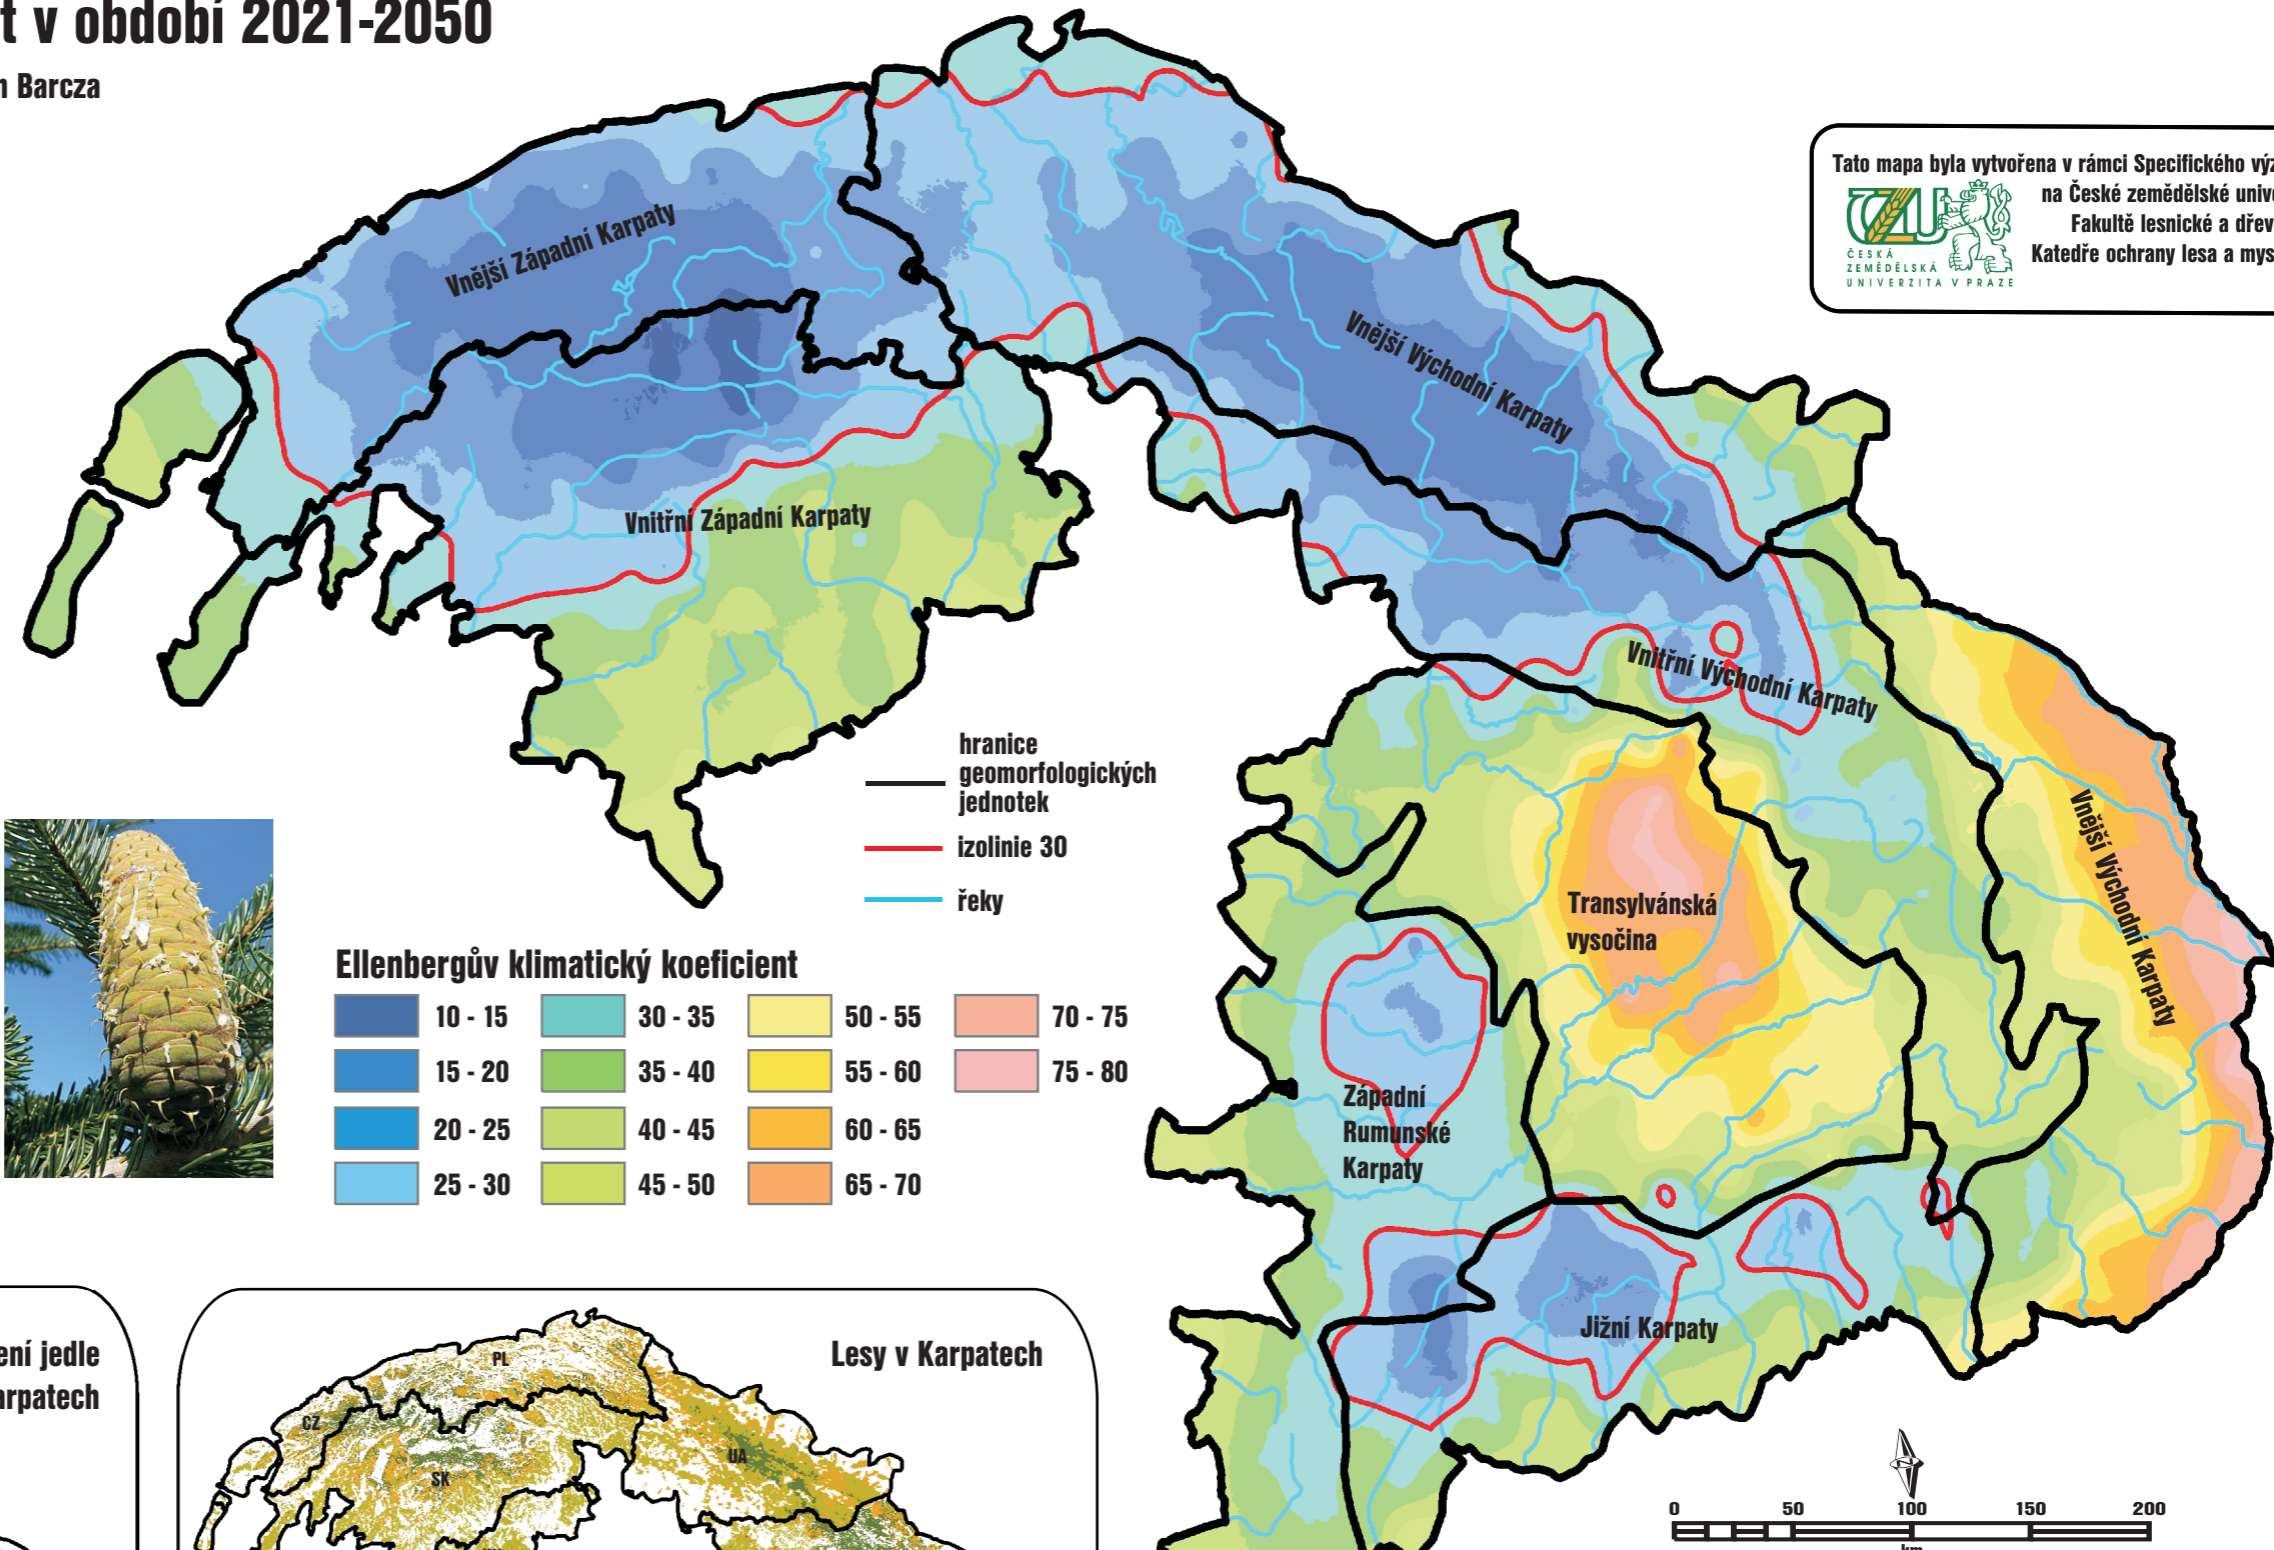 t v období 2021-2050
n Barcza
Tato mapa byla vytvořena v rámci Specifického výz
na České zemědělské unive
Fakultě lesnické a dřev
Katedře ochrany lesa a mys
ČZU
ČESKÁ
ZEMĚDĚLSKÁ
UNIVERZITA V PRAZE
Vnější Západní Karpaty
Vnější Východní Karpaty
Vnitřní Západní Karpaty
Vnitřní Východní Karpaty
Vnější Východní Karpaty
Transylvánská
vysočina
Západní
Rumunské
Karpaty
Jižní Karpaty
hranice
geomorfologických
jednotek
izolinie 30
řeky
Ellenbergův klimatický koeficient
10 - 15
15 - 20
20 - 25
25 - 30
30 - 35
35 - 40
40 - 45
45 - 50
50 - 55
55 - 60
60 - 65
65 - 70
70 - 75
75 - 80
ení jedle
arpatech
Lesy v Karpatech
PL
CZ
SK
UA
0 50 100 150 200
km